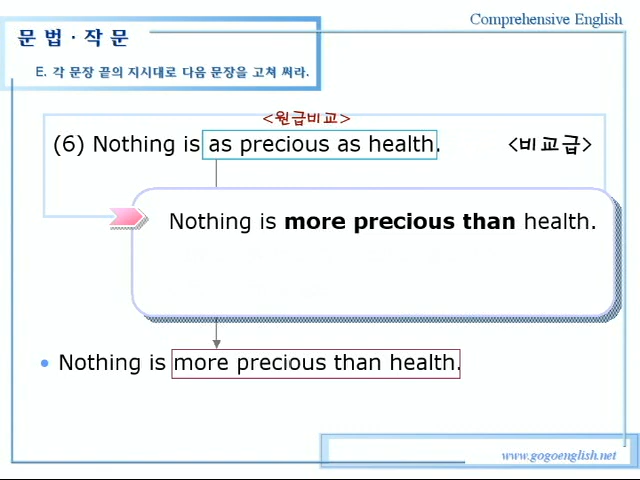 Comprehensive English
문 법 · 작 문
E. 각 문장 끝의 지시대로 다음 문장을 고쳐 써라.
<원급비교>
(6) Nothing is as precious as health. <비교급>
Nothing is more precious than health.
• Nothing is more precious than health.
www.gogoenglish.net